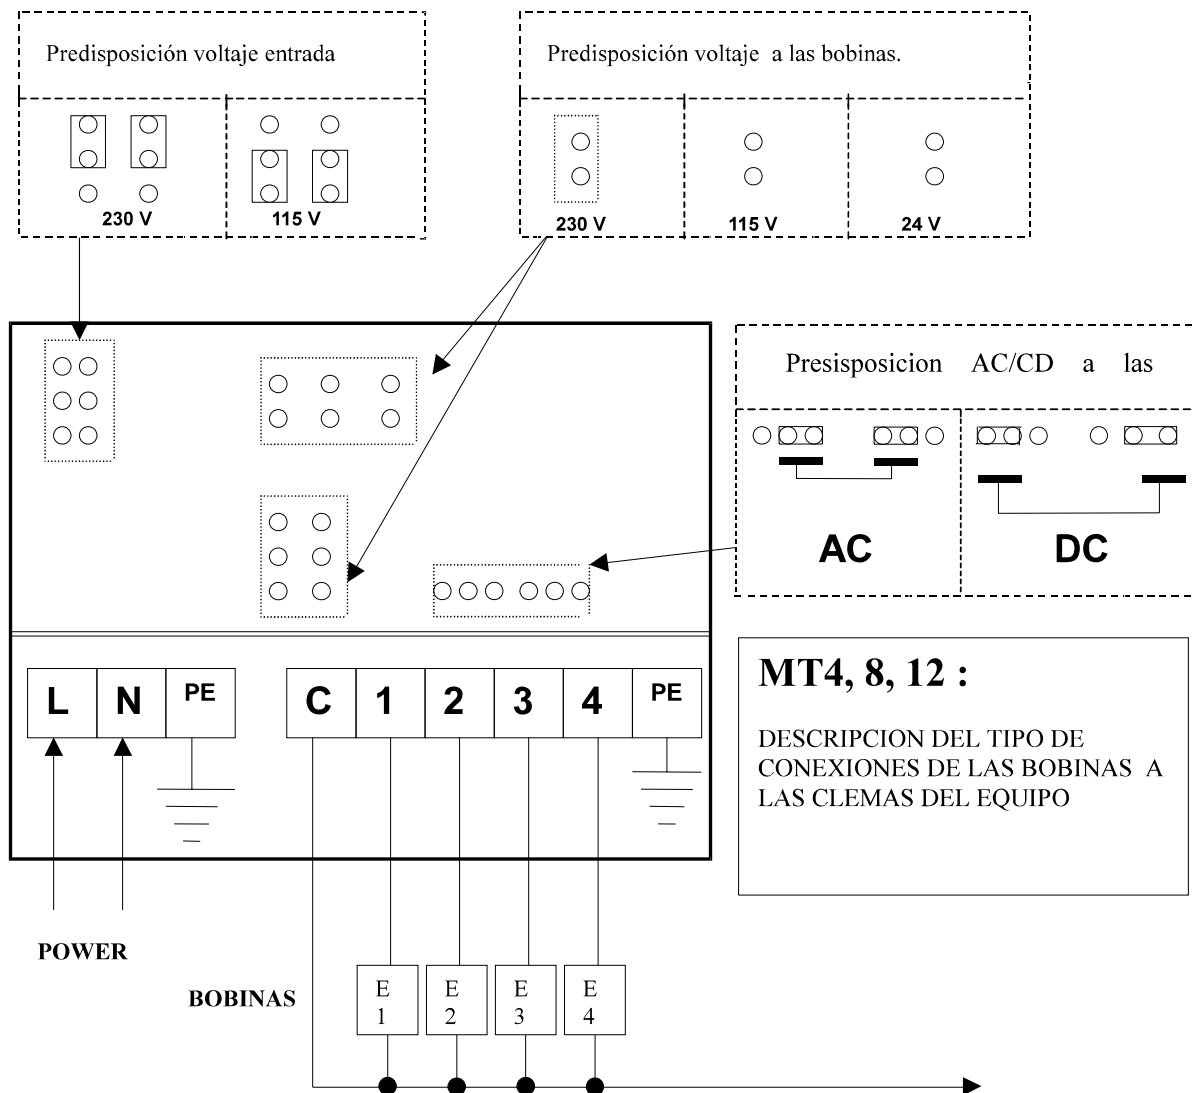 Predisposición voltaje entrada
230 V
115 V
Predisposición voltaje a las bobinas.
230 V
115 V
24 V
Presisposicion AC/CD a las
AC
DC
L
N
PE
C
1
2
3
4
PE
MT4, 8, 12 :
DESCRIPCION DEL TIPO DE
CONEXIONES DE LAS BOBINAS A
LAS CLEMAS DEL EQUIPO
POWER
BOBINAS
E
1
E
2
E
3
E
4